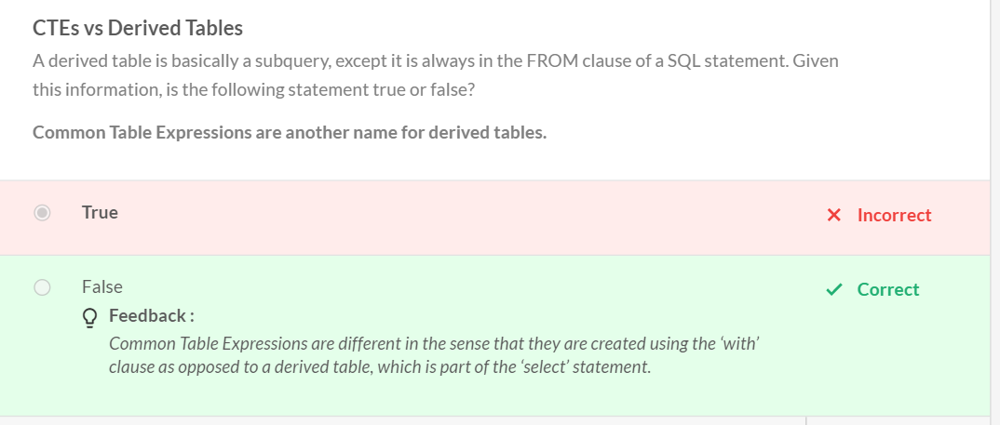 CTEs vs Derived Tables
A derived table is basically a subquery, except it is always in the FROM clause of a SQL statement. Given
this information, is the following statement true or false?
Common Table Expressions are another name for derived tables.
True
Incorrect
False
Correct
Feedback :
Common Table Expressions are different in the sense that they are created using the ‘with’
clause as opposed to a derived table, which is part of the ‘select’ statement.